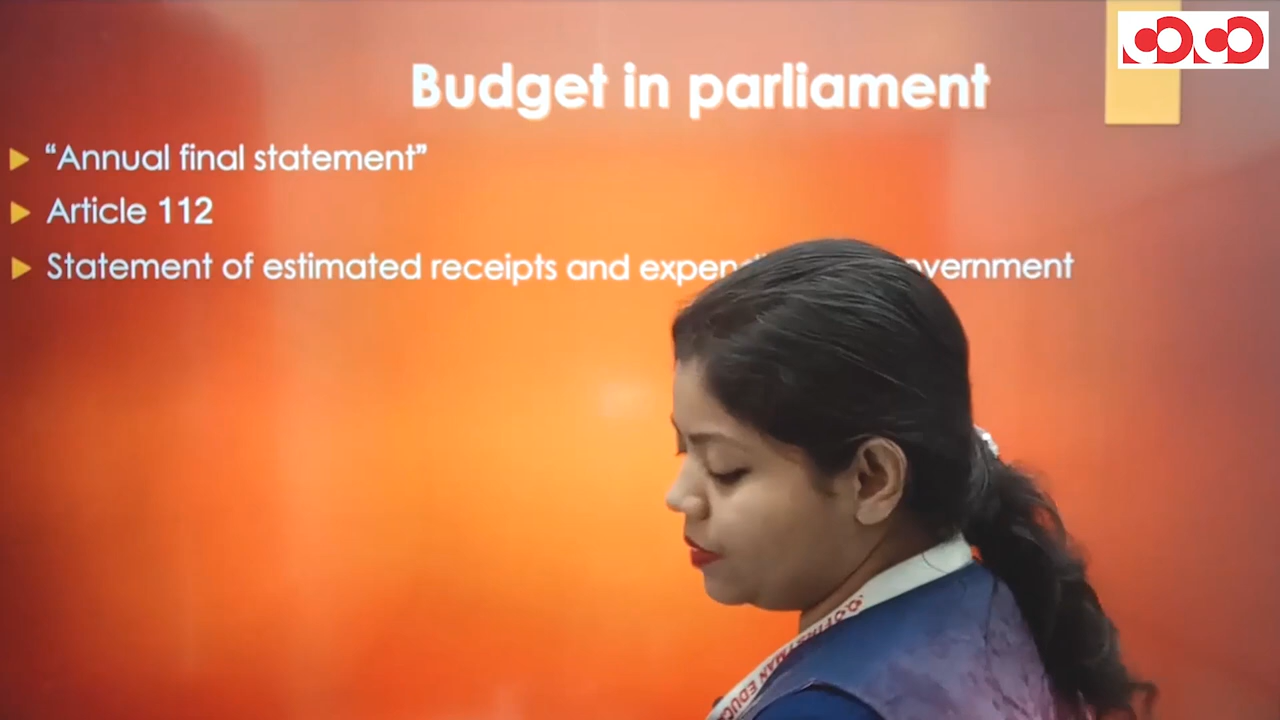 Budget in parliament
“Annual final statement”
Article 112
Statement of estimated receipts and